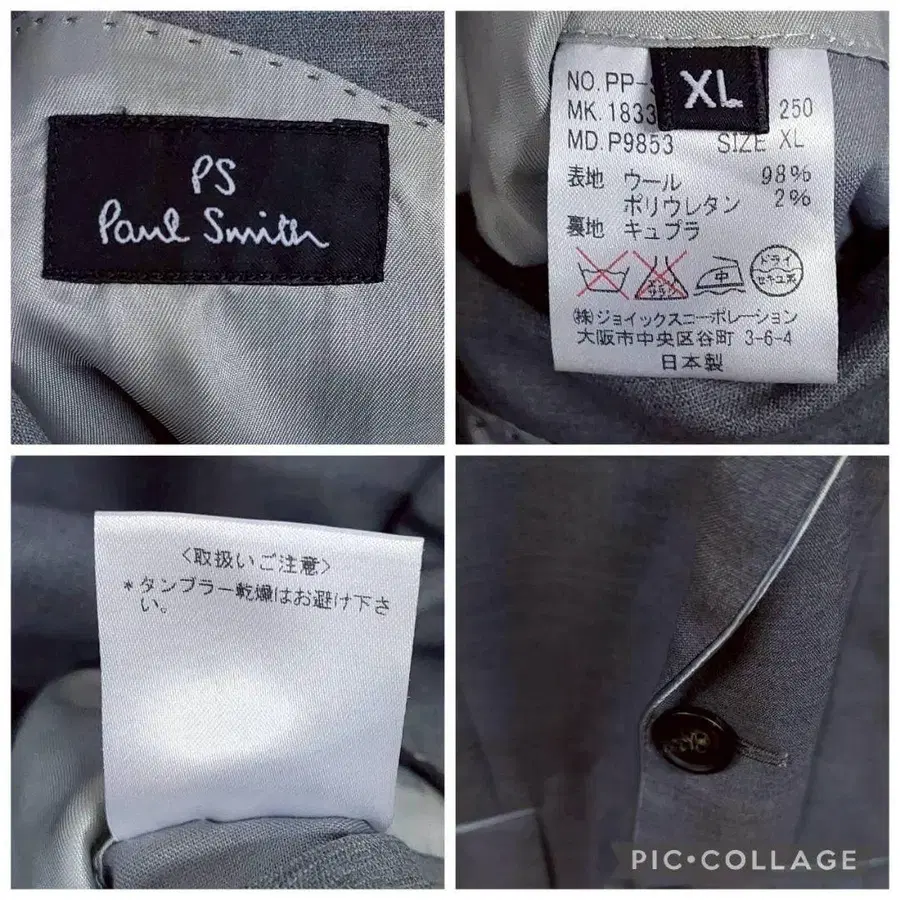 PS
Paul Smith
XL
NO. PP-
MK. 1833 250
MD. P9853 SIZE XL
表地 ウール 98%
ポリウレタン 2%
裏地 キュプラ
中
ドライ
セキユ系
㈱ジョイックスコーポレーション
大阪市中央区谷町 3-6-4
日本製
<取扱いご注意>
*タンブラー乾燥はお避け下さ
い。
PIC•COLLAGE